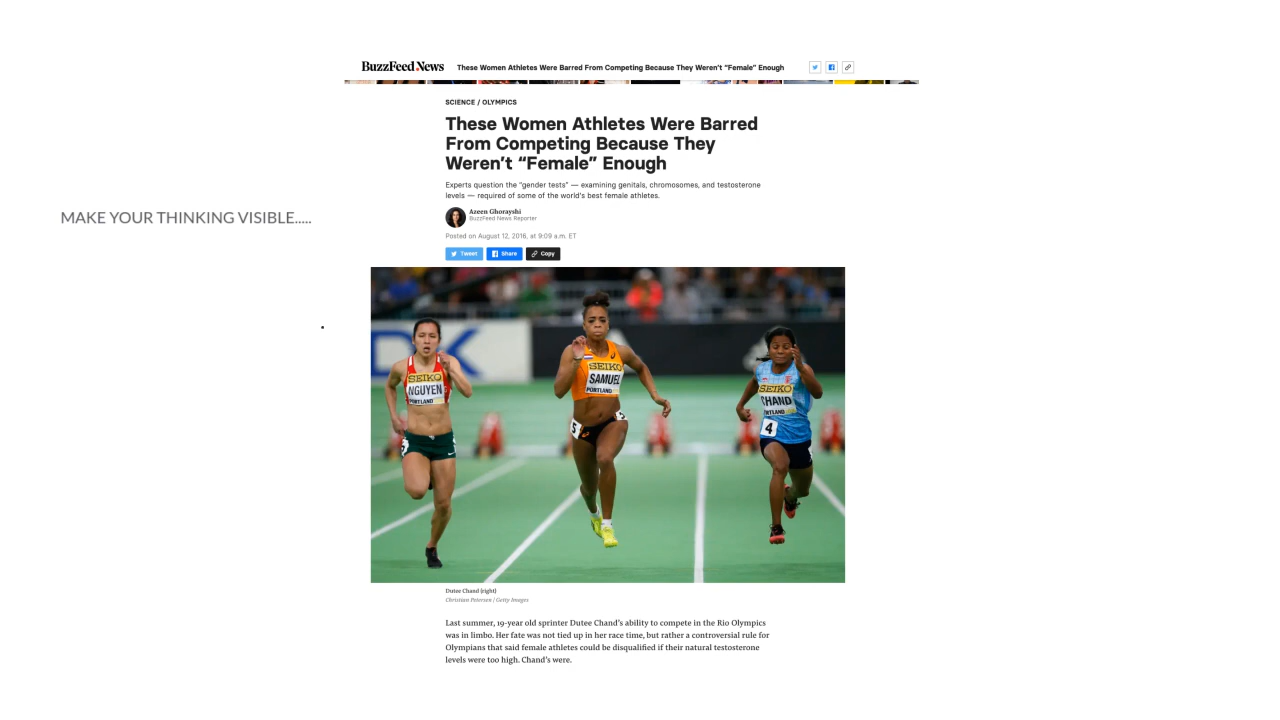 BuzzFeed News These Women Athletes Were Barred From Competing Because They Weren't "Female" Enough
SCIENCE / OLYMPICS
These Women Athletes Were Barred
From Competing Because They
Weren't “Female” Enough
Experts question the “gender tests” — examining genitals, chromosomes, and testosterone
levels — required of some of the world's best female athletes.
MAKE YOUR THINKING VISIBLE.....
Azeen Ghorayshi
BuzzFeed News Reporter
Posted on August 12, 2016, at 9:09 a.m. ET
Tweet Share Copy
DK
SEIKO
NGUYEN
PORTLAND
SEIKO
SAMUEL
PORTLAND
5 5
SEIKO
CHAND
PORTLAND
4
Dutee Chand (right)
Christian Petersen / Getty Images
Last summer, 19-year old sprinter Dutee Chand's ability to compete in the Rio Olympics
was in limbo. Her fate was not tied up in her race time, but rather a controversial rule for
Olympians that said female athletes could be disqualified if their natural testosterone
levels were too high. Chand's were.